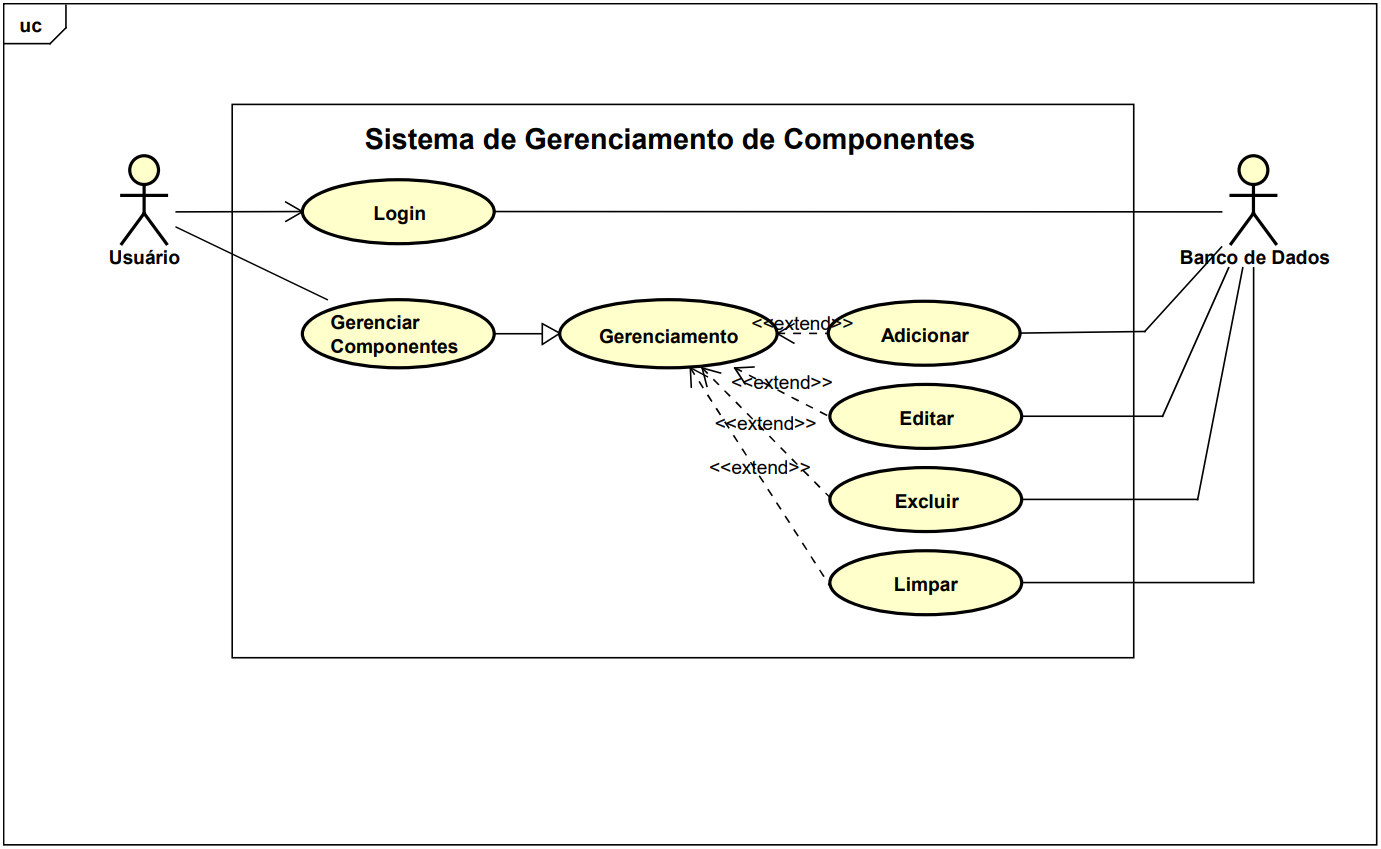 uc
Sistema de Gerenciamento de Componentes
Login
Usuário
Banco de Dados
Gerenciar
Componentes
Gerenciamento
<<extend>>
Adicionar
<<extend>>
Editar
<<extend>>
<<extend>>
Excluir
Limpar